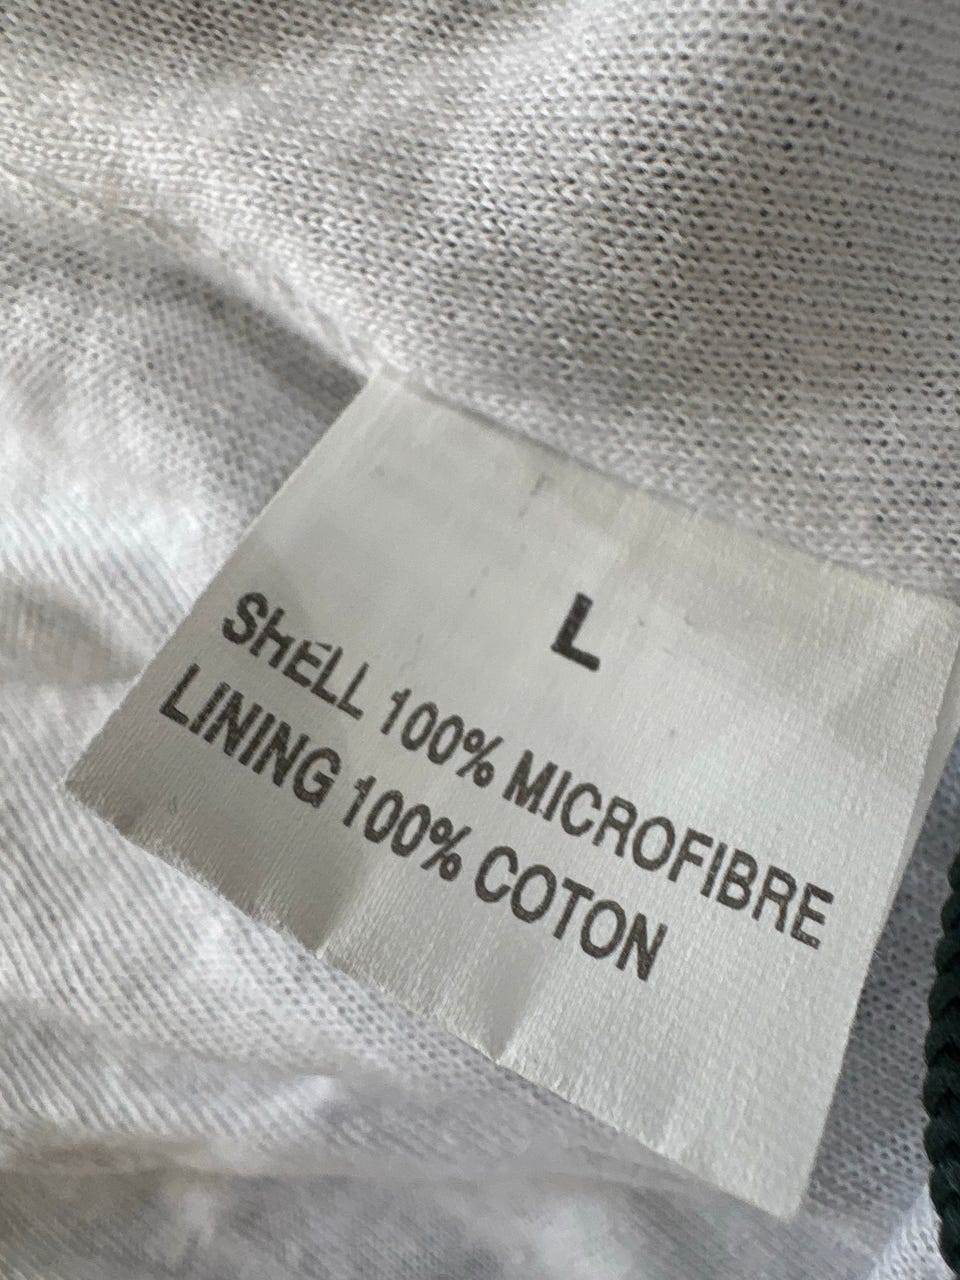 L
SHELL 100% MICROFIBRE
LINING 100% COTON